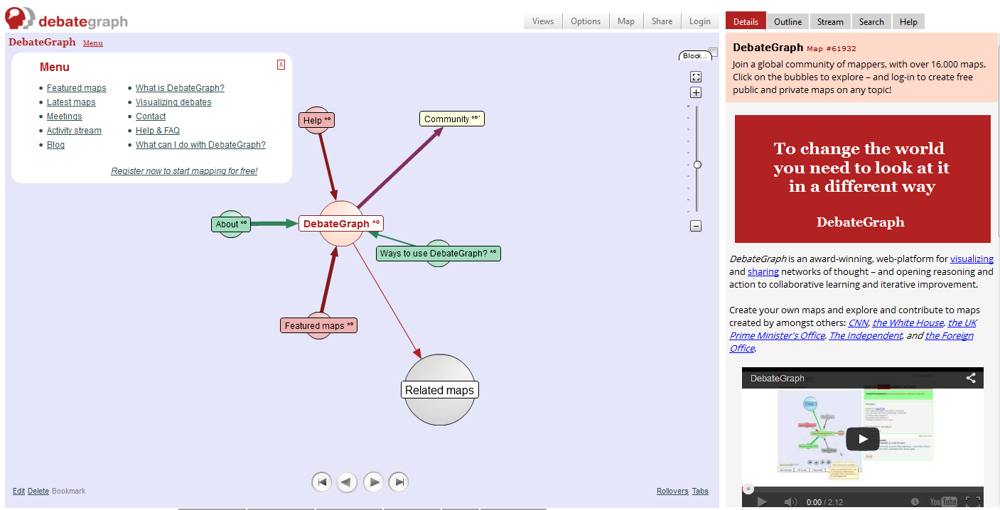 debategraph
Views Options Map Share Login
Details Outline Stream Search Help
DebateGraph Menu
Menu X
Featured maps
Latest maps
Meetings
Activity stream
Blog
What is DebateGraph?
Visualizing debates
Contact
Help & FAQ
What can I do with DebateGraph?
Register now to start mapping for free!
Block...
Help *º
Community *º´
About *º
DebateGraph *º
Ways to use DebateGraph? *º
Featured maps *º
Related maps
Edit Delete Bookmark
Rollovers Tabs
DebateGraph Map #61932
Join a global community of mappers, with over 16,000 maps.
Click on the bubbles to explore – and log-in to create free
public and private maps on any topic!
To change the world
you need to look at it
in a different way
DebateGraph
DebateGraph is an award-winning, web-platform for visualizing
and sharing networks of thought – and opening reasoning and
action to collaborative learning and iterative improvement.
Create your own maps and explore and contribute to maps
created by amongst others: CNN, the White House, the UK
Prime Minister's Office, The Independent, and the Foreign
Office.
DebateGraph
0:00 / 2:12
YouTube